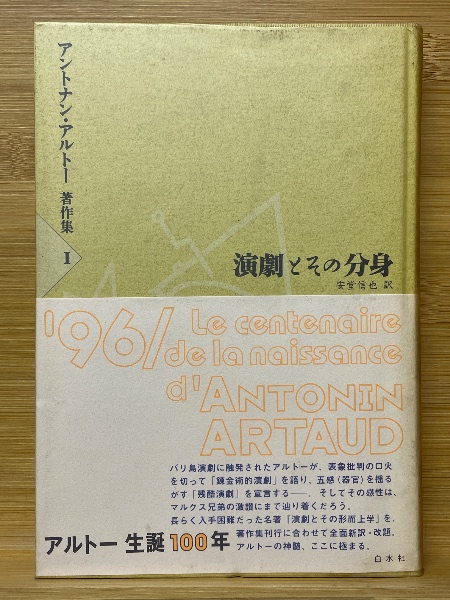 アントナン・アルトー 著作集 I
演劇とその分身
安堂信也 訳
'96/ Le centenaire
de la naissance
d'ANTONIN
ARTAUD
バリ島演劇に触発されたアルトーが、表象批判の口火
を切って「錬金術的演劇」を語り、五感(器官)を揺る
がす「残酷演劇」を宣言する――。そしてその感性は、
マルクス兄弟の激讃にまで辿り着くだろう。
長らく入手困難だった名著『演劇とその形而上学』を、
著作集刊行に合わせて全面新訳・改題。
アルトーの神髄、ここに極まる。
アルトー 生誕100年
白水社